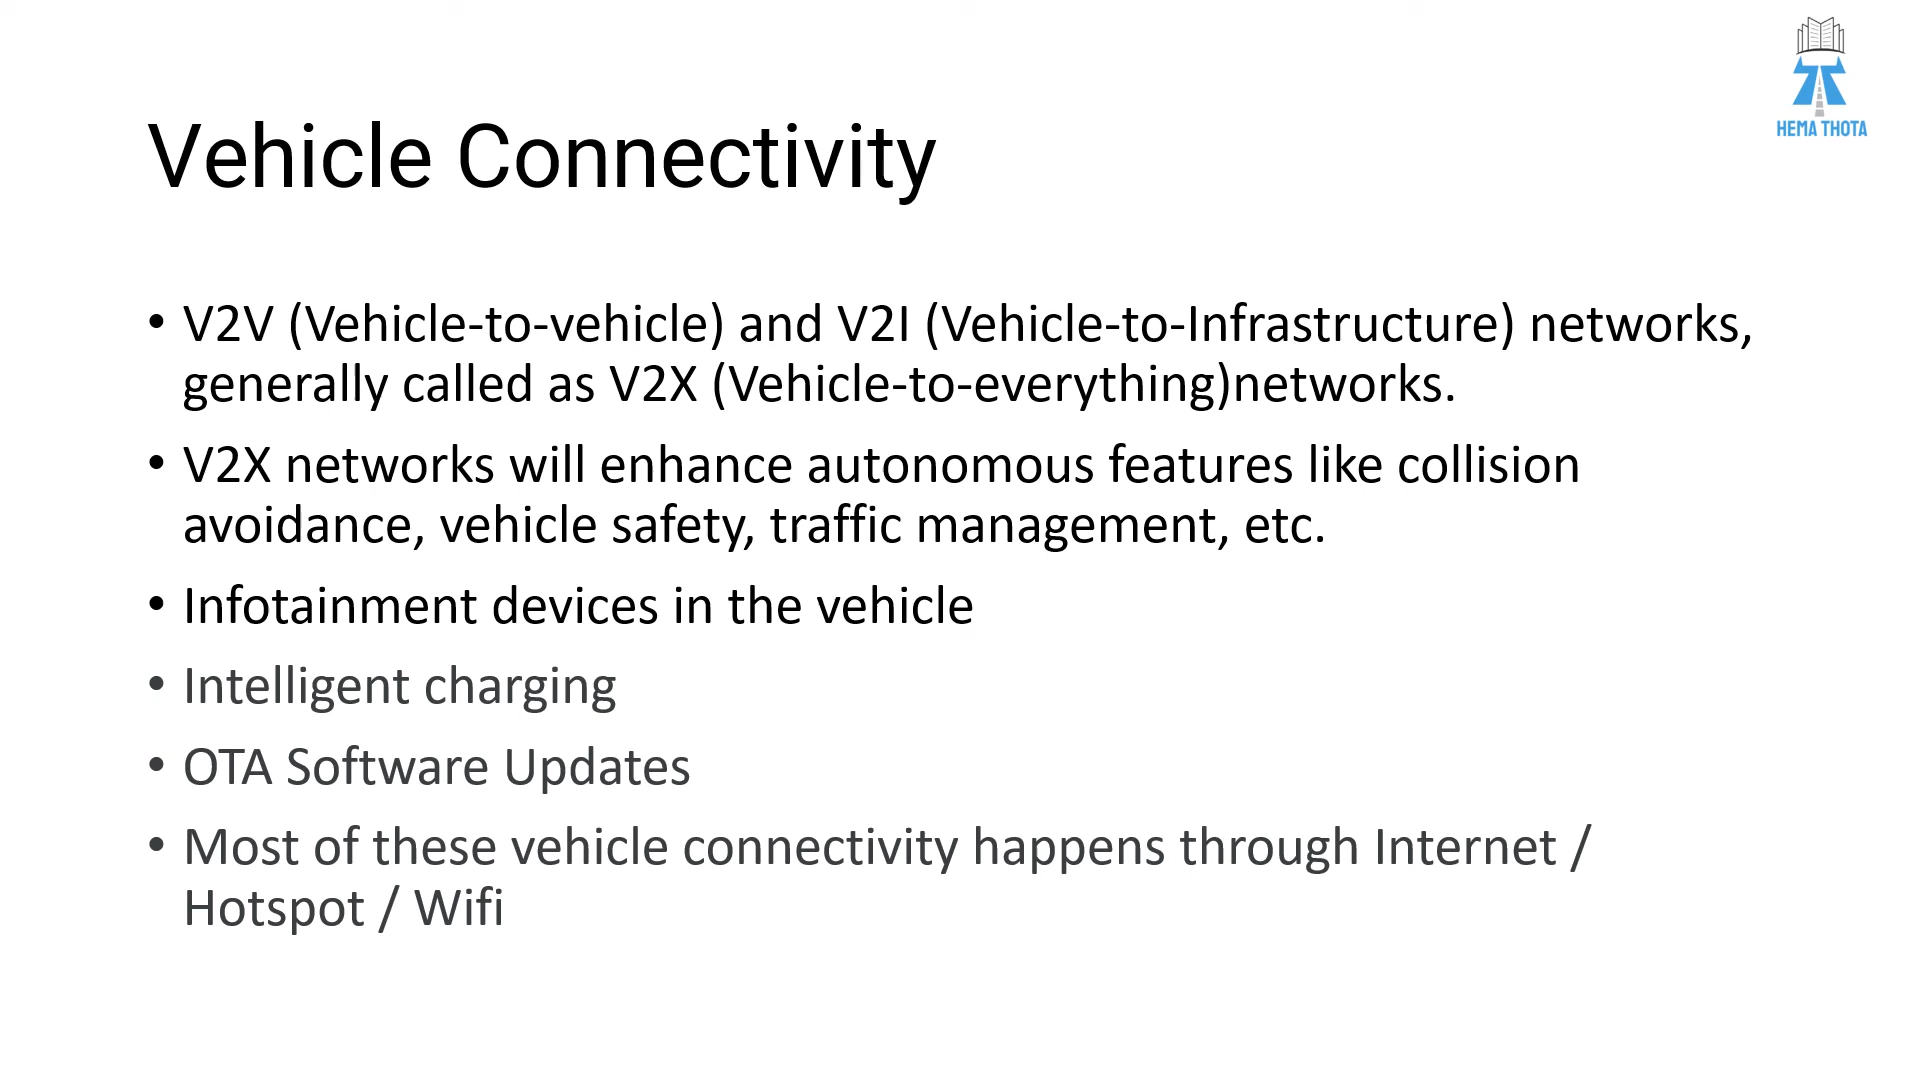 HEMA THOTA
Vehicle Connectivity
• V2V (Vehicle-to-vehicle) and V2I (Vehicle-to-Infrastructure) networks,
generally called as V2X (Vehicle-to-everything)networks.
• V2X networks will enhance autonomous features like collision
avoidance, vehicle safety, traffic management, etc.
• Infotainment devices in the vehicle
• Intelligent charging
• OTA Software Updates
• Most of these vehicle connectivity happens through Internet /
Hotspot / Wifi